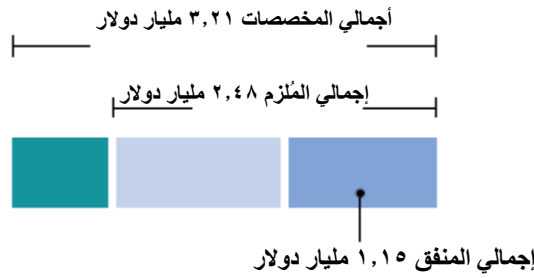 أجمالي المخصصات ٣,٢١ مليار دولار
إجمالي المُلزم ٢,٤٨ مليار دولار
إجمالي المنفق ١,١٥ مليار دولار